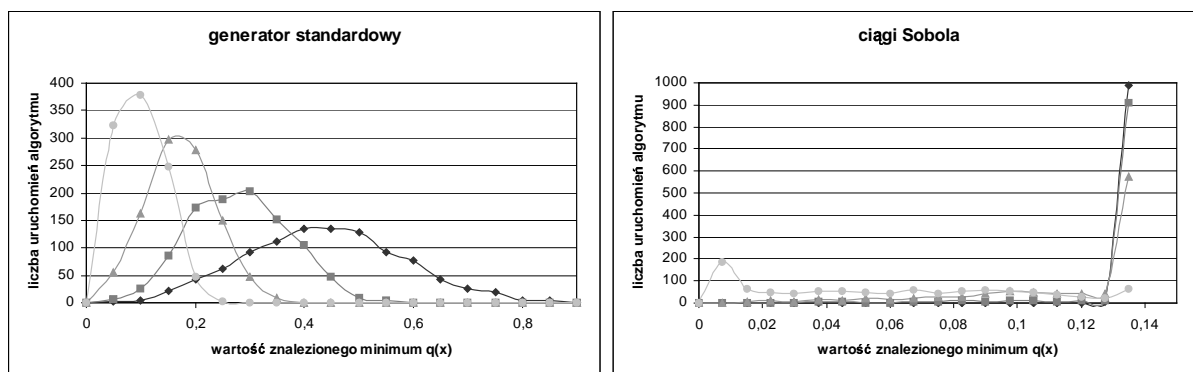 generator standardowy
liczba uruchomień algorytmu
400
350
300
250
200
150
100
50
0
0 0,2 0,4 0,6 0,8
wartość znalezionego minimum q(x)
ciągi Sobola
liczba uruchomień algorytmu
1000
900
800
700
600
500
400
300
200
100
0
0 0,02 0,04 0,06 0,08 0,1 0,12 0,14
wartość znalezionego minimum q(x)